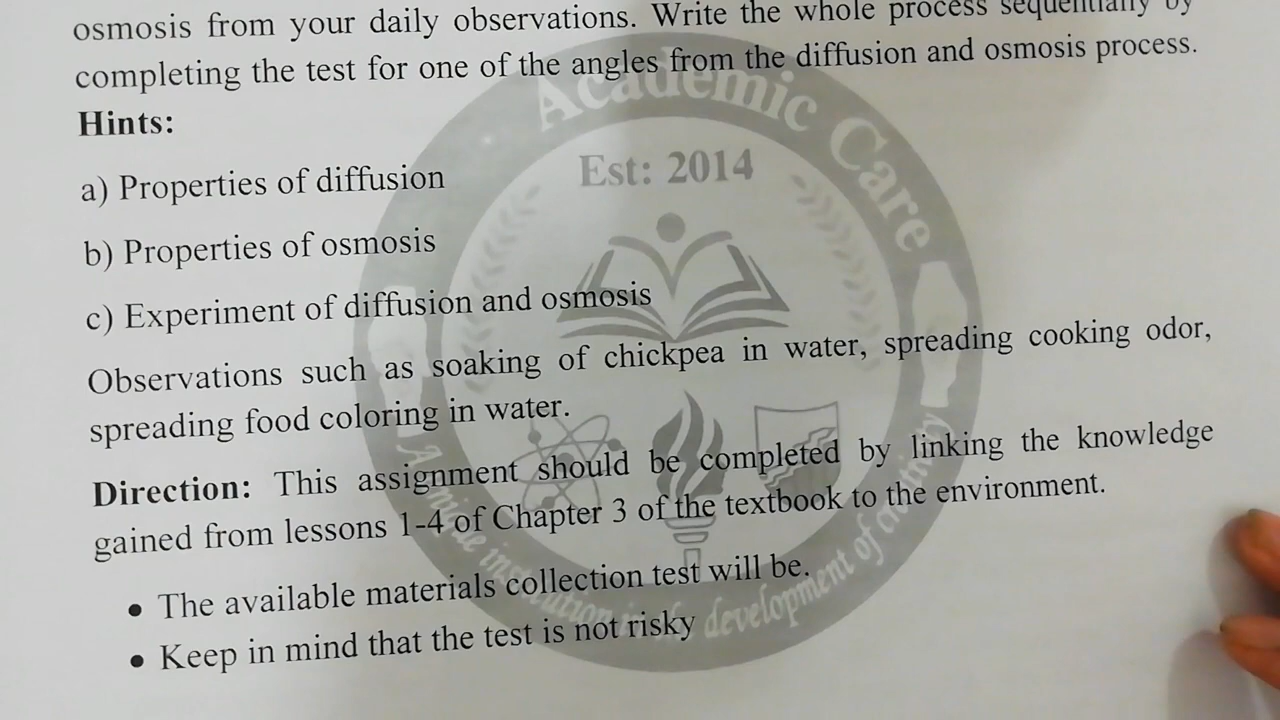 osmosis from your daily observations. Write the whole process sequentially by
completing the test for one of the angles from the diffusion and osmosis process.
Hints:
a) Properties of diffusion
b) Properties of osmosis
c) Experiment of diffusion and osmosis
Observations such as soaking of chickpea in water, spreading cooking odor,
spreading food coloring in water.
Direction: This assignment should be completed by linking the knowledge
gained from lessons 1-4 of Chapter 3 of the textbook to the environment.
• The available materials collection test will be.
• Keep in mind that the test is not risky
Academic Care
Est: 2014
development of